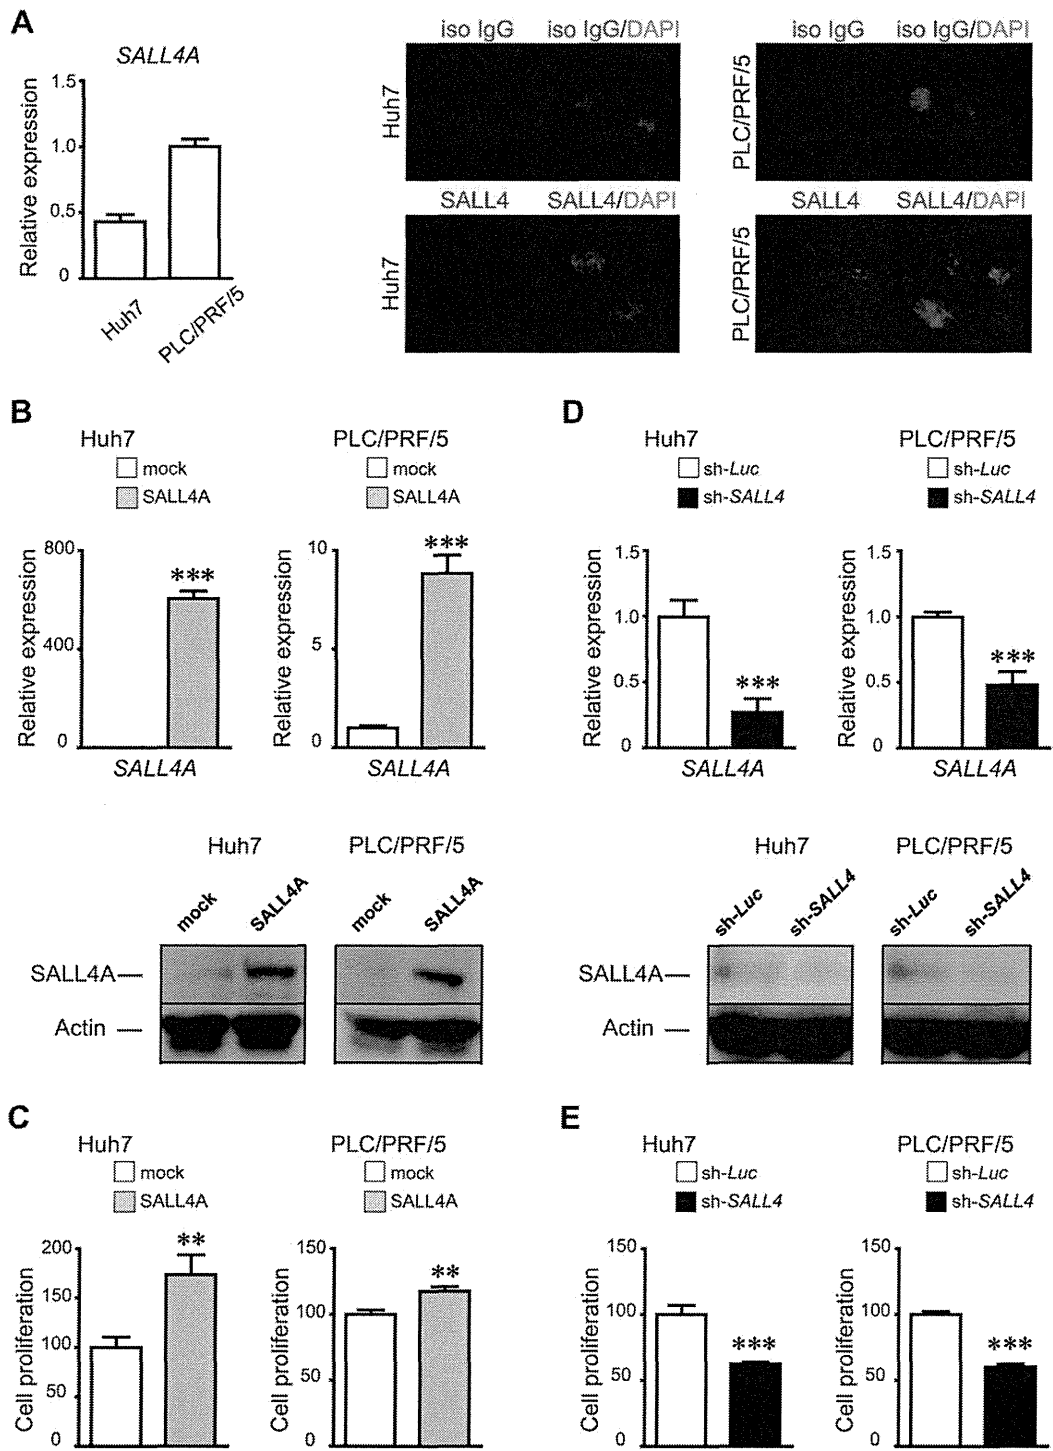 A
SALL4A
Relative expression
1.5
1.0
0.5
0
Huh7
PLC/PRF/5
iso IgG
iso IgG/DAPI
Huh7
SALL4
SALL4/DAPI
Huh7
iso IgG
iso IgG/DAPI
PLC/PRF/5
SALL4
SALL4/DAPI
PLC/PRF/5
B
Huh7
mock
SALL4A
Relative expression
800
400
0
***
SALL4A
PLC/PRF/5
mock
SALL4A
Relative expression
10
5
0
***
SALL4A
Huh7
PLC/PRF/5
mock
SALL4A
mock
SALL4A
SALL4A
Actin
D
Huh7
sh-Luc
sh-SALL4
Relative expression
1.5
1.0
0.5
0
***
SALL4A
PLC/PRF/5
sh-Luc
sh-SALL4
Relative expression
1.5
1.0
0.5
0
***
SALL4A
Huh7
PLC/PRF/5
sh-Luc
sh-SALL4
sh-Luc
sh-SALL4
SALL4A
Actin
C
Huh7
mock
SALL4A
Cell proliferation
200
150
100
50
0
**
PLC/PRF/5
mock
SALL4A
Cell proliferation
150
100
50
0
**
E
Huh7
sh-Luc
sh-SALL4
Cell proliferation
150
100
50
0
***
PLC/PRF/5
sh-Luc
sh-SALL4
Cell proliferation
150
100
50
0
***